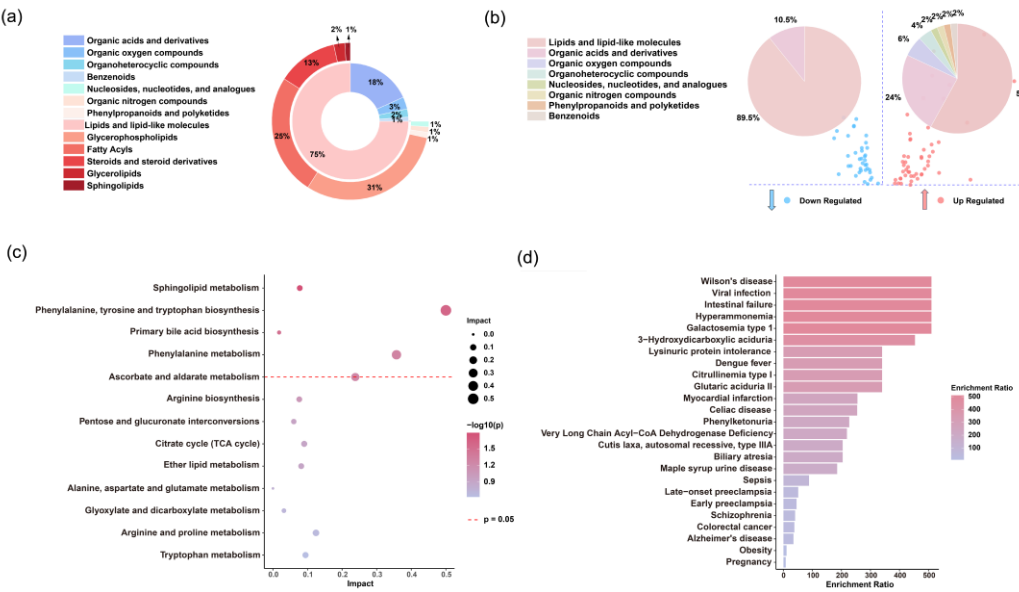 (a)
Organic acids and derivatives
Organic oxygen compounds
Organoheterocyclic compounds
Benzenoids
Nucleosides, nucleotides, and analogues
Organic nitrogen compounds
Phenylpropanoids and polyketides
Lipids and lipid-like molecules
Glycerophospholipids
Fatty Acyls
Steroids and steroid derivatives
Glycerolipids
Sphingolipids
2%
1%
13%
18%
3%
2%
1%
1%
1%
1%
25%
75%
31%
(b)
Lipids and lipid-like molecules
Organic acids and derivatives
Organic oxygen compounds
Organoheterocyclic compounds
Nucleosides, nucleotides, and analogues
Organic nitrogen compounds
Phenylpropanoids and polyketides
Benzenoids
10.5%
89.5%
4%
2%
2%
2%
2%
6%
24%
5
Down Regulated
Up Regulated
(c)
Sphingolipid metabolism
Phenylalanine, tyrosine and tryptophan biosynthesis
Primary bile acid biosynthesis
Phenylalanine metabolism
Ascorbate and aldarate metabolism
Arginine biosynthesis
Pentose and glucuronate interconversions
Citrate cycle (TCA cycle)
Ether lipid metabolism
Alanine, aspartate and glutamate metabolism
Glyoxylate and dicarboxylate metabolism
Arginine and proline metabolism
Tryptophan metabolism
0.0 0.1 0.2 0.3 0.4 0.5
Impact
Impact
0.0
0.1
0.2
0.3
0.4
0.5
−log10(p)
1.5
1.2
0.9
p = 0.05
(d)
Wilson's disease
Viral infection
Intestinal failure
Hyperammonemia
Galactosemia type 1
3−Hydroxydicarboxylic aciduria
Lysinuric protein intolerance
Dengue fever
Citrullinemia type I
Glutaric aciduria II
Myocardial infarction
Celiac disease
Phenylketonuria
Very Long Chain Acyl−CoA Dehydrogenase Deficiency
Cutis laxa, autosomal recessive, type IIIA
Biliary atresia
Maple syrup urine disease
Sepsis
Late−onset preeclampsia
Early preeclampsia
Schizophrenia
Colorectal cancer
Alzheimer's disease
Obesity
Pregnancy
0 100 200 300 400 500
Enrichment Ratio
Enrichment Ratio
500
400
300
200
100